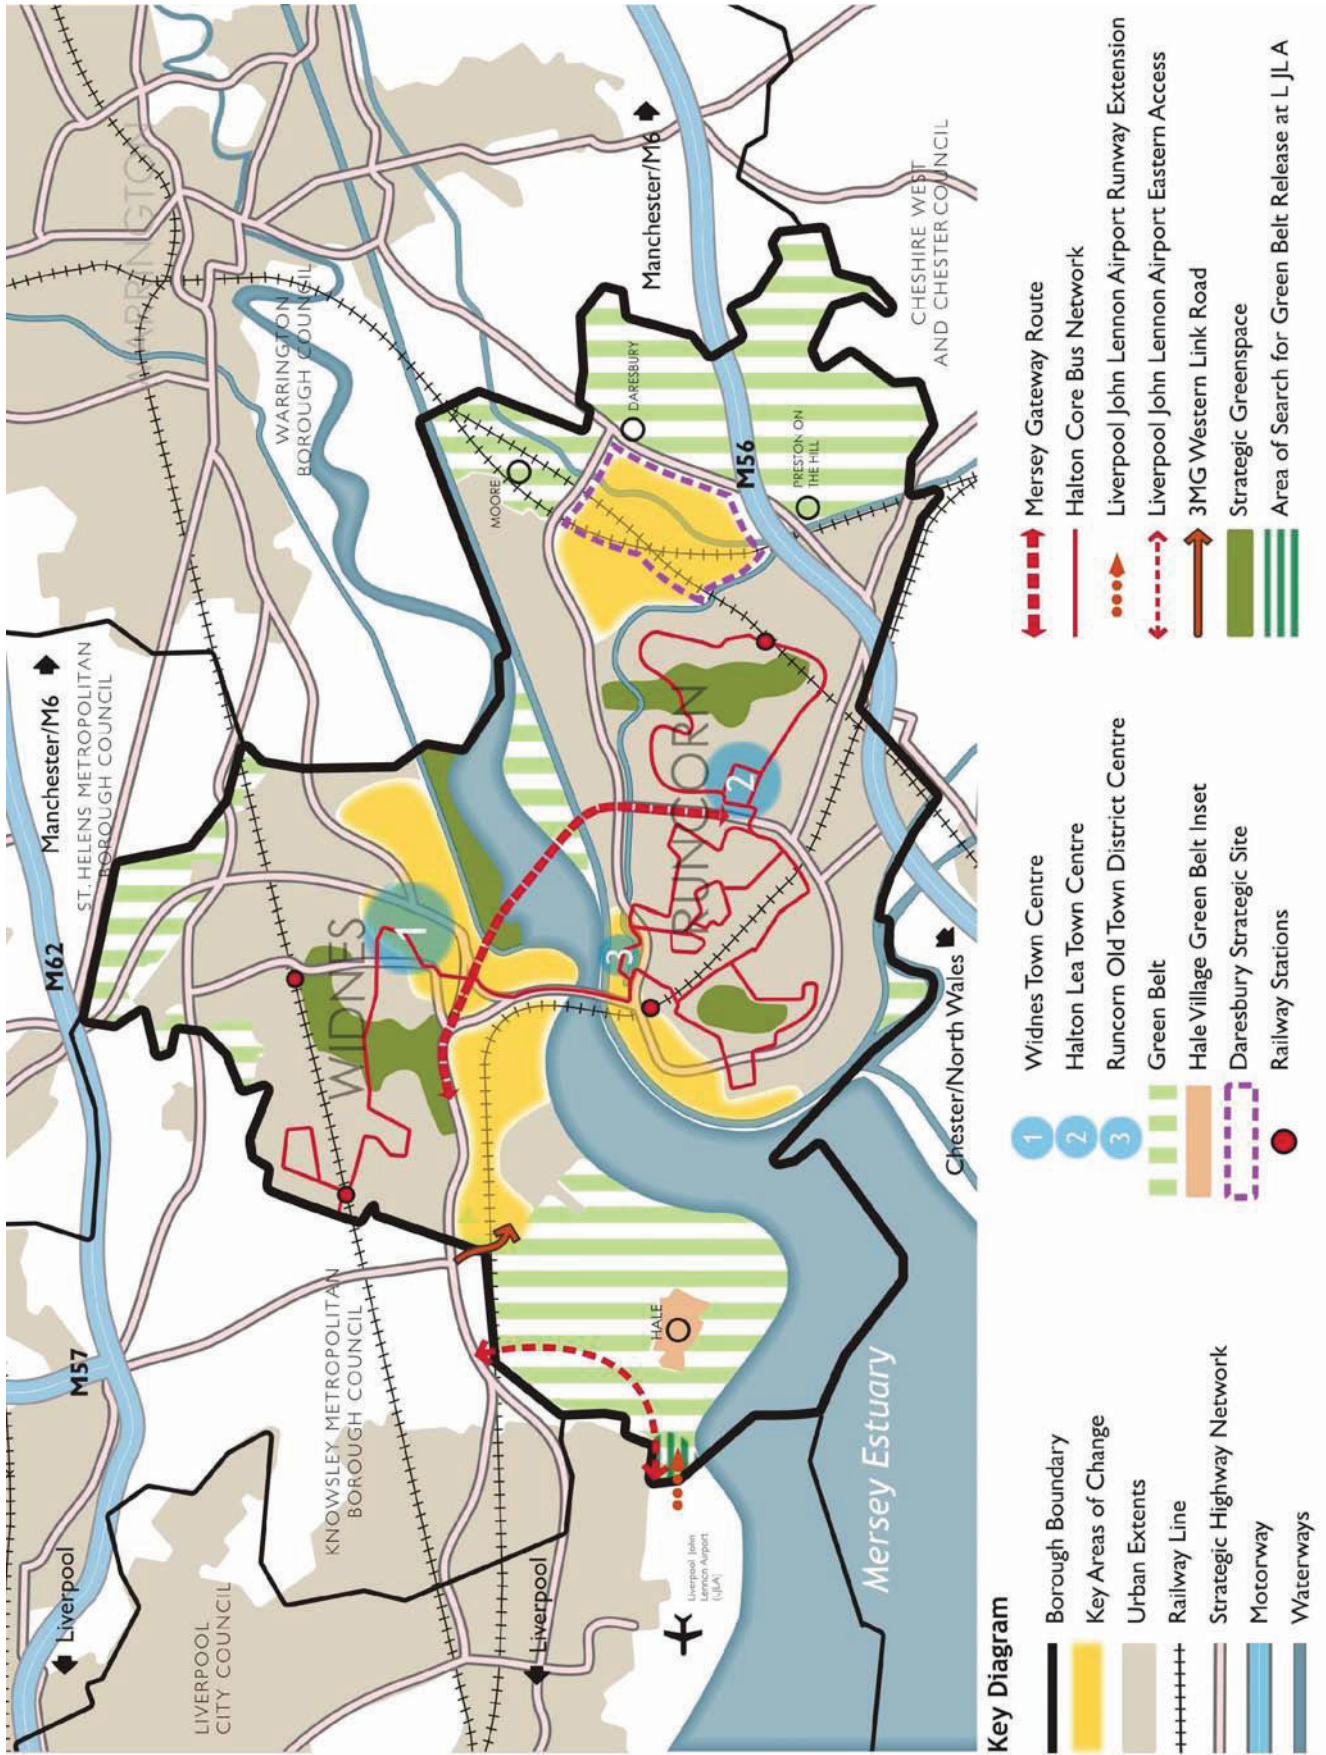 M62
M57
M56
Manchester/M6
Manchester/M6
Liverpool
Liverpool
Chester/North Wales
ST. HELENS METROPOLITAN
BOROUGH COUNCIL
KNOWSLEY METROPOLITAN
BOROUGH COUNCIL
LIVERPOOL
CITY COUNCIL
WARRINGTON
BOROUGH COUNCIL
CHESHIRE WEST
AND CHESTER COUNCIL
WARRINGTON
WIDNES
RUNCORN
1
2
3
MOORE
DARESBURY
PRESTON ON
THE HILL
HALE
Liverpool John
Lennon Airport
(LJLA)
Mersey Estuary
Key Diagram
Borough Boundary
Key Areas of Change
Urban Extents
Railway Line
Strategic Highway Network
Motorway
Waterways
1 Widnes Town Centre
2 Halton Lea Town Centre
3 Runcorn Old Town District Centre
Green Belt
Hale Village Green Belt Inset
Daresbury Strategic Site
Railway Stations
Mersey Gateway Route
Halton Core Bus Network
Liverpool John Lennon Airport Runway Extension
Liverpool John Lennon Airport Eastern Access
3MG Western Link Road
Strategic Greenspace
Area of Search for Green Belt Release at LJLA